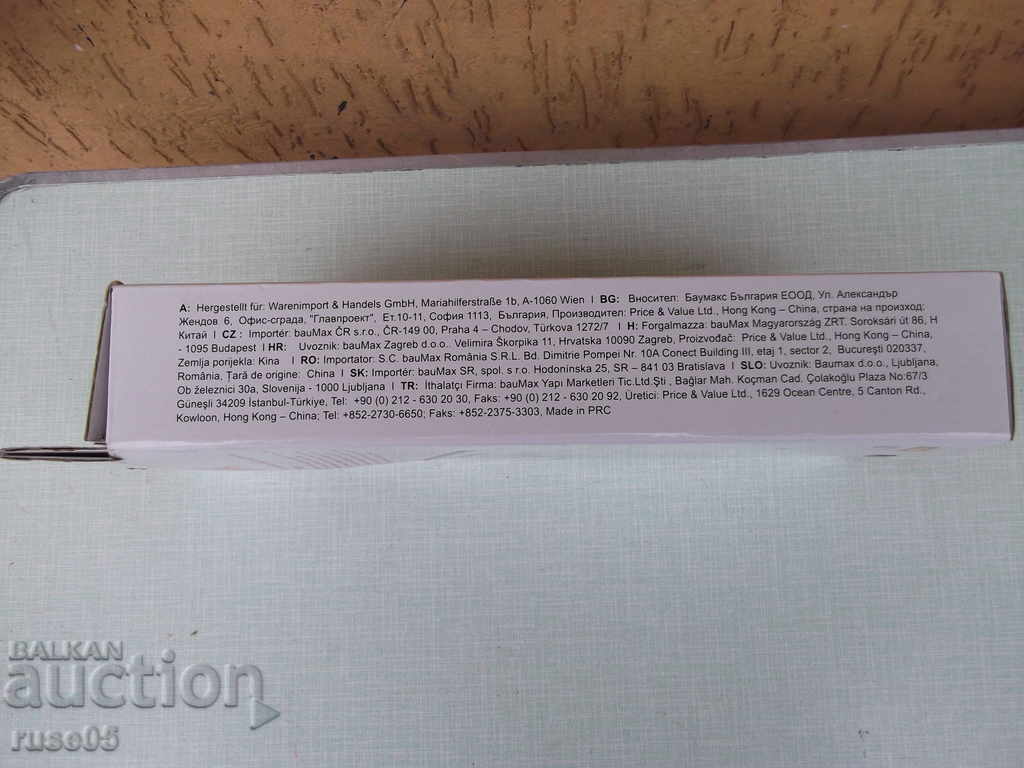 A: Hergestellt für: Warenimport & Handels GmbH, Mariahilferstraße 1b, A-1060 Wien I BG: Вносител: Баумакс България ЕООД, Ул. Александър
Жендов 6, Офис-сграда, "Главпроект", Ет.10-11, София 1113, България, Производител: Price & Value Ltd., Hong Kong – China, страна на произход:
Китай I CZ : Importér: bauMax ČR s.r.o., ČR-149 00, Praha 4 – Chodov, Türkova 1272/7 I H: Forgalmazza: bauMax Magyarország ZRT. Soroksári út 86, H
- 1095 Budapest I HR: Uvoznik: bauMax Zagreb d.o.o. Velimira Škorpika 11, Hrvatska 10090 Zagreb, Proizvođač: Price & Value Ltd., Hong Kong – China,
Zemlja porijekla: Kina I RO: Importator: S.C. bauMax România S.R.L. Bd. Dimitrie Pompei Nr. 10A Conect Building III, etaj 1, sector 2, Bucureşti 020337,
România, Tară de origine: China I SK: Importér: bauMax SR, spol. s r.o. Hodonínska 25, SR – 841 03 Bratislava I SLO: Uvoznik: Baumax d.o.o., Ljubljana,
Ob železnici 30a, Slovenija - 1000 Ljubljana I TR: İthalatçı Firma: bauMax Yapı Marketleri Tic.Ltd.Şti , Bağlar Mah. Koçman Cad. Çolakoğlu Plaza No:67/3
Güneşli 34209 İstanbul-Türkiye, Tel: +90 (0) 212 - 630 20 30, Faks: +90 (0) 212 - 630 20 92, Üretici: Price & Value Ltd., 1629 Ocean Centre, 5 Canton Rd.,
Kowloon, Hong Kong – China; Tel: +852-2730-6650; Faks: +852-2375-3303, Made in PRC
BALKAN
auction
ruse05